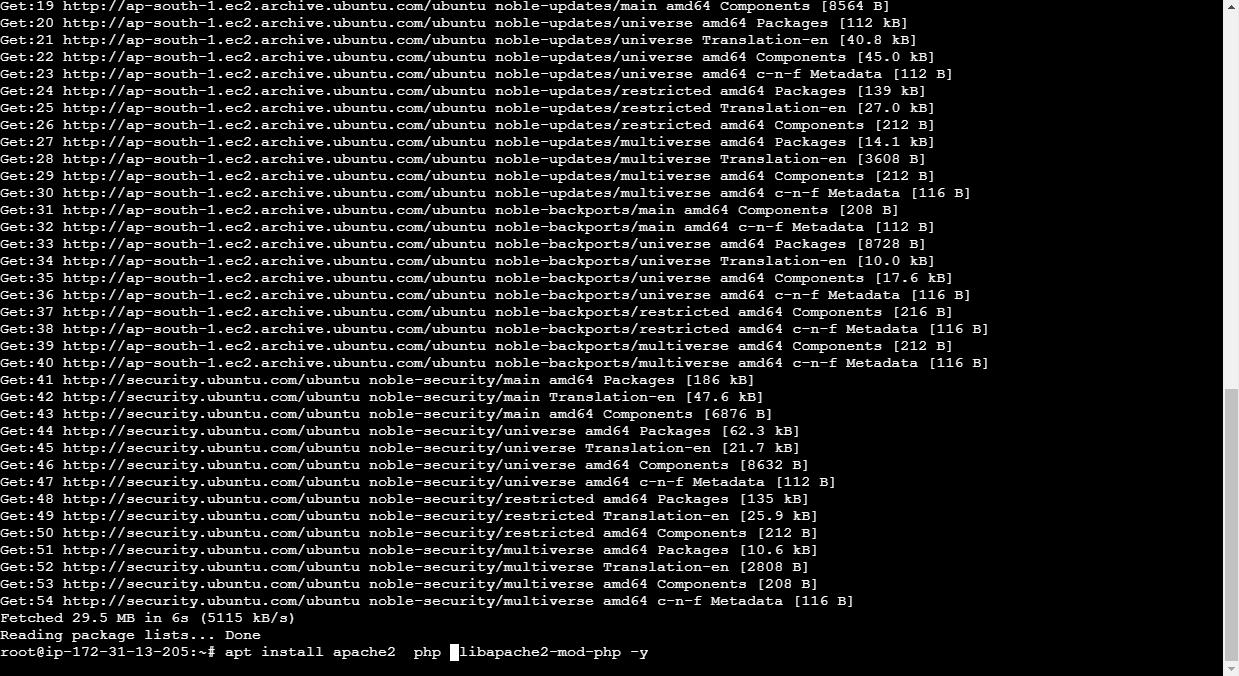 Get:19 http://ap-south-1.ec2.archive.ubuntu.com/ubuntu noble-updates/main amd64 Components [8564 B]
Get:20 http://ap-south-1.ec2.archive.ubuntu.com/ubuntu noble-updates/universe amd64 Packages [112 kB]
Get:21 http://ap-south-1.ec2.archive.ubuntu.com/ubuntu noble-updates/universe Translation-en [40.8 kB]
Get:22 http://ap-south-1.ec2.archive.ubuntu.com/ubuntu noble-updates/universe amd64 Components [45.0 kB]
Get:23 http://ap-south-1.ec2.archive.ubuntu.com/ubuntu noble-updates/universe amd64 c-n-f Metadata [112 B]
Get:24 http://ap-south-1.ec2.archive.ubuntu.com/ubuntu noble-updates/restricted amd64 Packages [139 kB]
Get:25 http://ap-south-1.ec2.archive.ubuntu.com/ubuntu noble-updates/restricted Translation-en [27.0 kB]
Get:26 http://ap-south-1.ec2.archive.ubuntu.com/ubuntu noble-updates/restricted amd64 Components [212 B]
Get:27 http://ap-south-1.ec2.archive.ubuntu.com/ubuntu noble-updates/multiverse amd64 Packages [14.1 kB]
Get:28 http://ap-south-1.ec2.archive.ubuntu.com/ubuntu noble-updates/multiverse Translation-en [3608 B]
Get:29 http://ap-south-1.ec2.archive.ubuntu.com/ubuntu noble-updates/multiverse amd64 Components [212 B]
Get:30 http://ap-south-1.ec2.archive.ubuntu.com/ubuntu noble-updates/multiverse amd64 c-n-f Metadata [116 B]
Get:31 http://ap-south-1.ec2.archive.ubuntu.com/ubuntu noble-backports/main amd64 Components [208 B]
Get:32 http://ap-south-1.ec2.archive.ubuntu.com/ubuntu noble-backports/main amd64 c-n-f Metadata [112 B]
Get:33 http://ap-south-1.ec2.archive.ubuntu.com/ubuntu noble-backports/universe amd64 Packages [8728 B]
Get:34 http://ap-south-1.ec2.archive.ubuntu.com/ubuntu noble-backports/universe Translation-en [10.0 kB]
Get:35 http://ap-south-1.ec2.archive.ubuntu.com/ubuntu noble-backports/universe amd64 Components [17.6 kB]
Get:36 http://ap-south-1.ec2.archive.ubuntu.com/ubuntu noble-backports/universe amd64 c-n-f Metadata [116 B]
Get:37 http://ap-south-1.ec2.archive.ubuntu.com/ubuntu noble-backports/restricted amd64 Components [216 B]
Get:38 http://ap-south-1.ec2.archive.ubuntu.com/ubuntu noble-backports/restricted amd64 c-n-f Metadata [116 B]
Get:39 http://ap-south-1.ec2.archive.ubuntu.com/ubuntu noble-backports/multiverse amd64 Components [212 B]
Get:40 http://ap-south-1.ec2.archive.ubuntu.com/ubuntu noble-backports/multiverse amd64 c-n-f Metadata [116 B]
Get:41 http://security.ubuntu.com/ubuntu noble-security/main amd64 Packages [186 kB]
Get:42 http://security.ubuntu.com/ubuntu noble-security/main Translation-en [47.6 kB]
Get:43 http://security.ubuntu.com/ubuntu noble-security/main amd64 Components [6876 B]
Get:44 http://security.ubuntu.com/ubuntu noble-security/universe amd64 Packages [62.3 kB]
Get:45 http://security.ubuntu.com/ubuntu noble-security/universe Translation-en [21.7 kB]
Get:46 http://security.ubuntu.com/ubuntu noble-security/universe amd64 Components [8632 B]
Get:47 http://security.ubuntu.com/ubuntu noble-security/universe amd64 c-n-f Metadata [112 B]
Get:48 http://security.ubuntu.com/ubuntu noble-security/restricted amd64 Packages [135 kB]
Get:49 http://security.ubuntu.com/ubuntu noble-security/restricted Translation-en [25.9 kB]
Get:50 http://security.ubuntu.com/ubuntu noble-security/restricted amd64 Components [212 B]
Get:51 http://security.ubuntu.com/ubuntu noble-security/multiverse amd64 Packages [10.6 kB]
Get:52 http://security.ubuntu.com/ubuntu noble-security/multiverse Translation-en [2808 B]
Get:53 http://security.ubuntu.com/ubuntu noble-security/multiverse amd64 Components [208 B]
Get:54 http://security.ubuntu.com/ubuntu noble-security/multiverse amd64 c-n-f Metadata [116 B]
Fetched 29.5 MB in 6s (5115 kB/s)
Reading package lists... Done
root@ip-172-31-13-205:~# apt install apache2  php  libapache2-mod-php -y